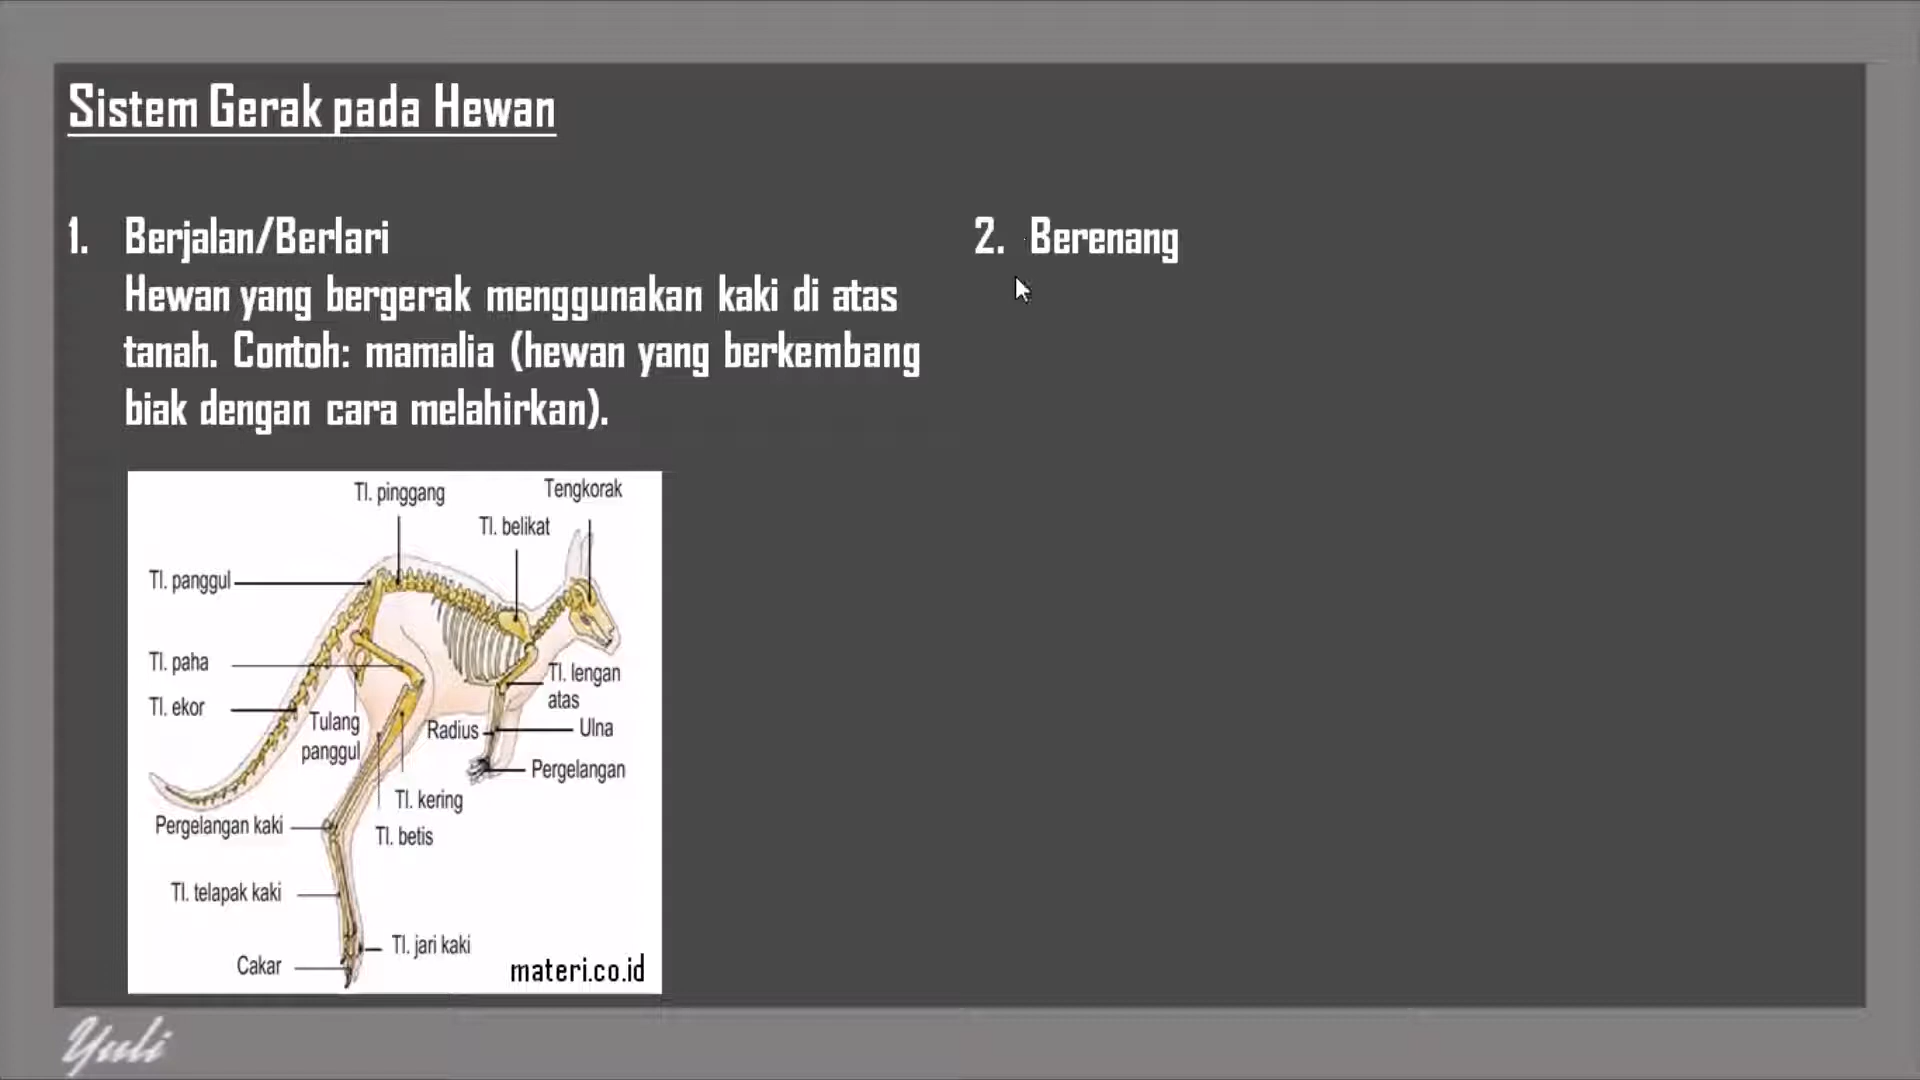 Sistem Gerak pada Hewan
1. Berjalan/Berlari
Hewan yang bergerak menggunakan kaki di atas
tanah. Contoh: mamalia (hewan yang berkembang
biak dengan cara melahirkan).
Tl. pinggang
Tengkorak
Tl. belikat
Tl. panggul
Tl. paha
Tl. lengan
atas
Tl. ekor
Tulang
panggul
Radius
Ulna
Pergelangan
Tl. kering
Pergelangan kaki
Tl. betis
Tl. telapak kaki
Tl. jari kaki
Cakar
materi.co.id
2. Berenang
Yuli